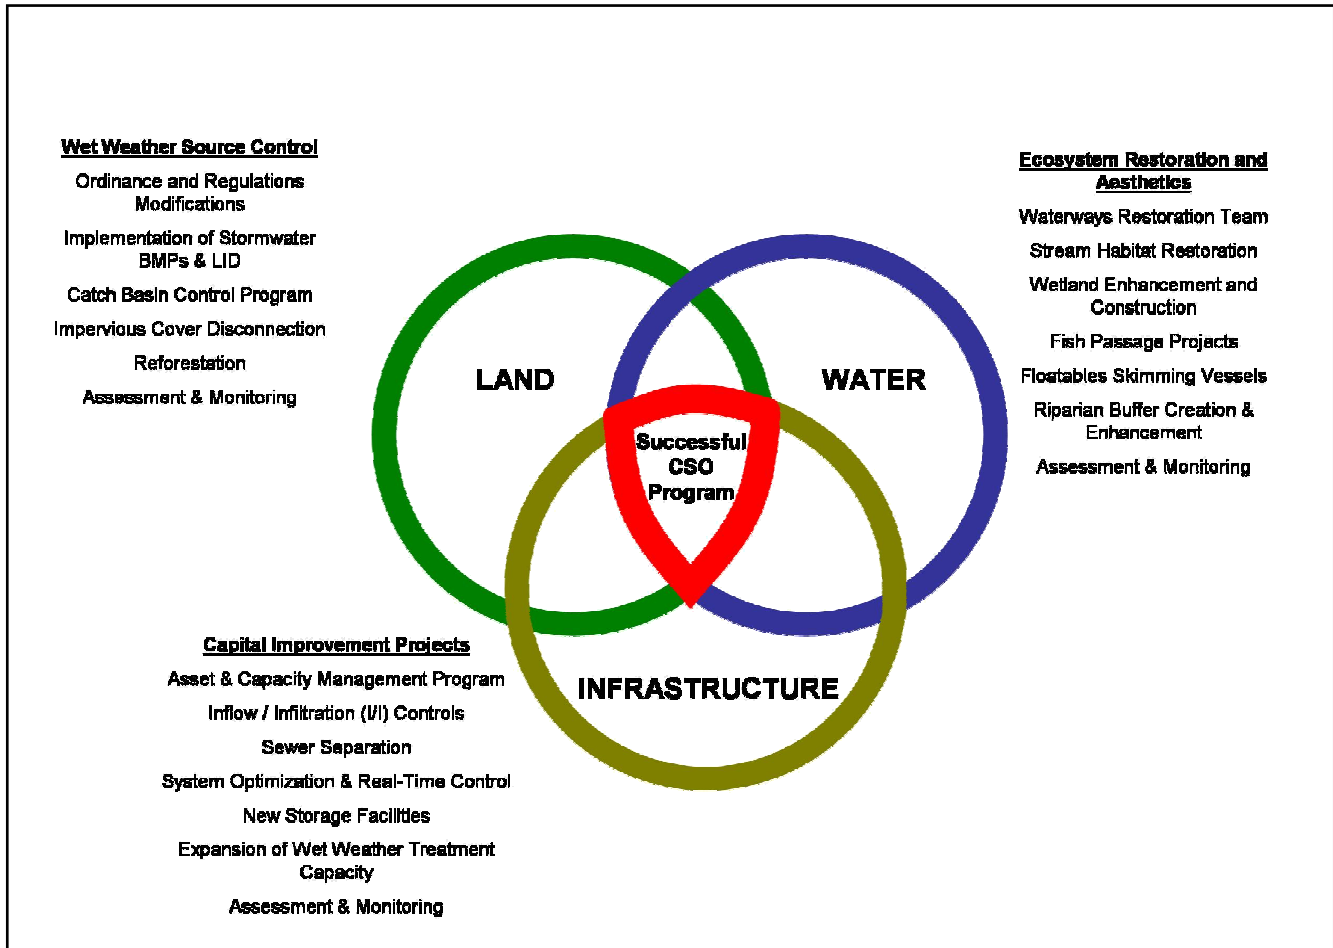 Wet Weather Source Control
Ordinance and Regulations
Modifications
Implementation of Stormwater
BMPs & LID
Catch Basin Control Program
Impervious Cover Disconnection
Reforestation
Assessment & Monitoring
Ecosystem Restoration and
Aesthetics
Waterways Restoration Team
Stream Habitat Restoration
Wetland Enhancement and
Construction
Fish Passage Projects
Floatables Skimming Vessels
Riparian Buffer Creation &
Enhancement
Assessment & Monitoring
LAND
WATER
Successful
CSO
Program
INFRASTRUCTURE
Capital Improvement Projects
Asset & Capacity Management Program
Inflow / Infiltration (I/I) Controls
Sewer Separation
System Optimization & Real-Time Control
New Storage Facilities
Expansion of Wet Weather Treatment
Capacity
Assessment & Monitoring